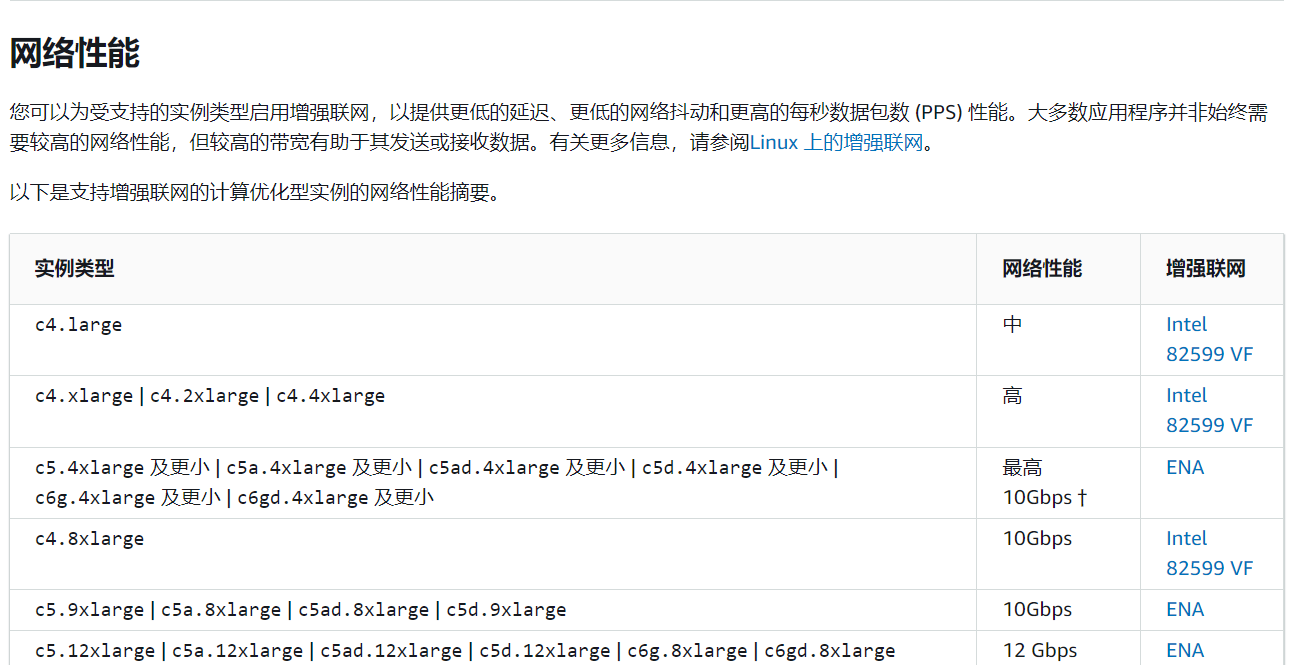 网络性能
您可以为受支持的实例类型启用增强联网，以提供更低的延迟、更低的网络抖动和更高的每秒数据包数 (PPS) 性能。大多数应用程序并非始终需
要较高的网络性能，但较高的带宽有助于其发送或接收数据。有关更多信息，请参阅Linux 上的增强联网。
以下是支持增强联网的计算优化型实例的网络性能摘要。
实例类型 网络性能 增强联网
c4.large 中 Intel
82599 VF
c4.xlarge | c4.2xlarge | c4.4xlarge 高 Intel
82599 VF
c5.4xlarge 及更小 | c5a.4xlarge 及更小 | c5ad.4xlarge 及更小 | c5d.4xlarge 及更小 | 最高 ENA
c6g.4xlarge 及更小 | c6gd.4xlarge 及更小 10Gbps †
c4.8xlarge 10Gbps Intel
82599 VF
c5.9xlarge | c5a.8xlarge | c5ad.8xlarge | c5d.9xlarge 10Gbps ENA
c5.12xlarge | c5a.12xlarge | c5ad.12xlarge | c5d.12xlarge | c6g.8xlarge | c6gd.8xlarge 12 Gbps ENA